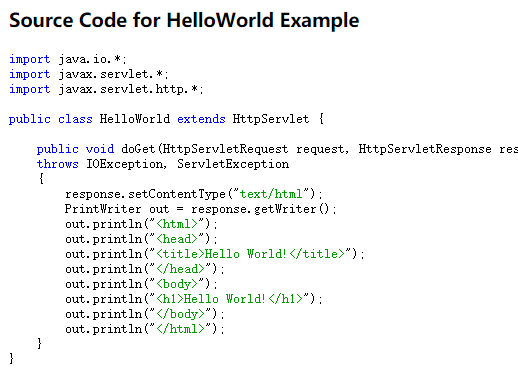 Source Code for HelloWorld Example
import java.io.*;
import javax.servlet.*;
import javax.servlet.http.*;
public class HelloWorld extends HttpServlet {
public void doGet(HttpServletRequest request, HttpServletResponse res
throws IOException, ServletException
{
response.setContentType("text/html");
PrintWriter out = response.getWriter();
out.println("<html>");
out.println("<head>");
out.println("<title>Hello World!</title>");
out.println("</head>");
out.println("<body>");
out.println("<h1>Hello World!</h1>");
out.println("</body>");
out.println("</html>");
}
}